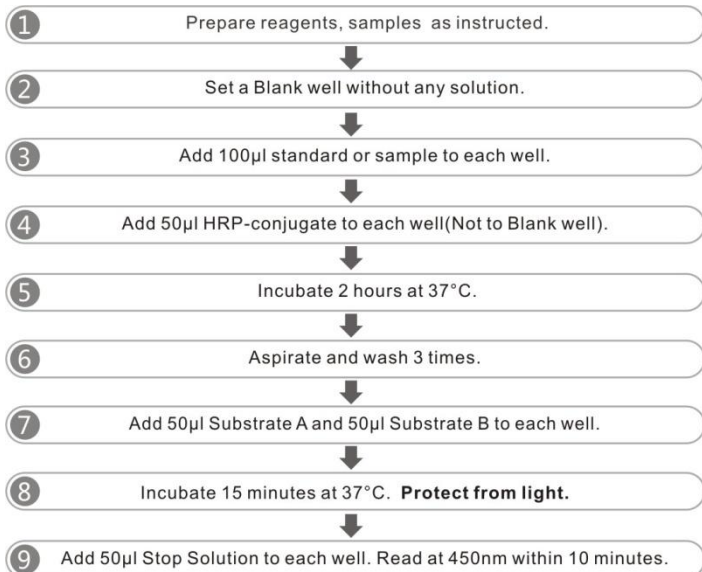 1 Prepare reagents, samples as instructed.
2 Set a Blank well without any solution.
3 Add 100μl standard or sample to each well.
4 Add 50μl HRP-conjugate to each well(Not to Blank well).
5 Incubate 2 hours at 37°C.
6 Aspirate and wash 3 times.
7 Add 50μl Substrate A and 50μl Substrate B to each well.
8 Incubate 15 minutes at 37°C. Protect from light.
9 Add 50μl Stop Solution to each well. Read at 450nm within 10 minutes.